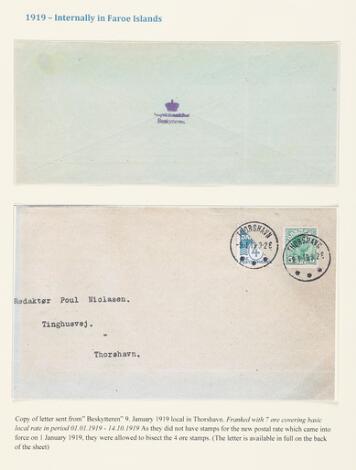 1919 – Internally in Faroe Islands
Beskytteren.
THORSHAVN
4
THORSHAVN
Redaktør Poul Niclasen.
Tinghusvej.
Thorshavn.
Copy of letter sent from" Beskytteren" 9. January 1919 local in Thorshavn. Franked with 7 øre covering basic
local rate in period 01.01.1919 - 14.10.1919 As they did not have stamps for the new postal rate which came into
force on 1 January 1919, they were allowed to bisect the 4 øre stamps. (The letter is available in full on the back
of the sheet)